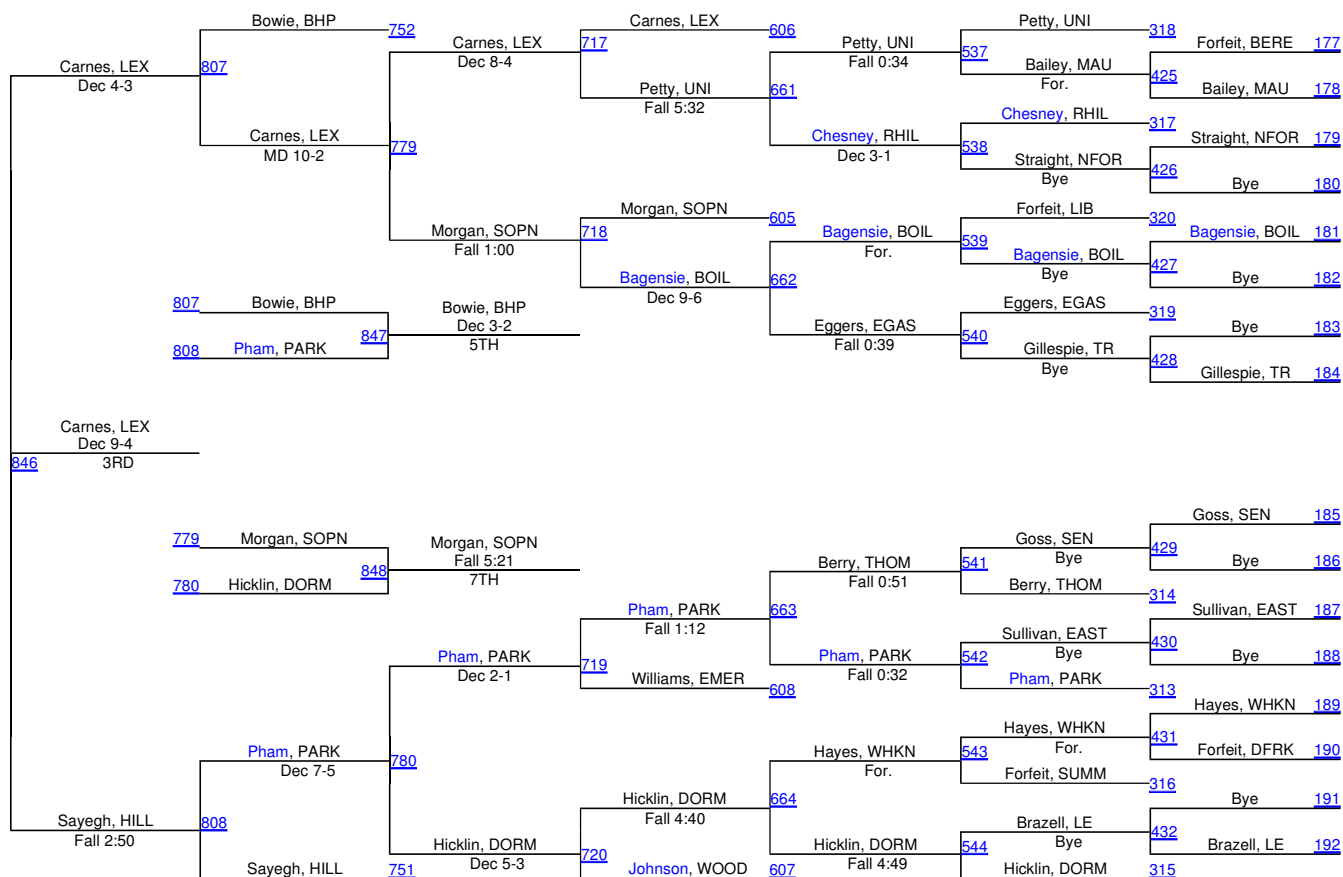 Bowie, BHP 752 Carnes, LEX 606 Petty, UNI 318
Carnes, LEX 717 Petty, UNI 537 Forfeit, BERE 177
Dec 8-4 Fall 0:34
Carnes, LEX 807 Bailey, MAU 425
Dec 4-3 Petty, UNI 661 For. Bailey, MAU 178
Fall 5:32
Chesney, RHIL 317
Carnes, LEX 779 Chesney, RHIL 538 Straight, NFOR 179
MD 10-2 Dec 3-1
Straight, NFOR 426
Bye Bye 180
Morgan, SOPN 605 Forfeit, LIB 320
Morgan, SOPN 718 Bagensie, BOIL 539 Bagensie, BOIL 181
Fall 1:00 For.
Bagensie, BOIL 662 Bagensie, BOIL 427
Dec 9-6 Bye Bye 182
807 Bowie, BHP Bowie, BHP Eggers, EGAS 319
Dec 3-2
847 5TH Eggers, EGAS 540 Bye 183
808 Pham, PARK Fall 0:39 Gillespie, TR 428
Bye Gillespie, TR 184
Carnes, LEX
Dec 9-4
846 3RD
Goss, SEN 185
779 Morgan, SOPN Morgan, SOPN Goss, SEN 429
Fall 5:21 Bye
848 7TH Berry, THOM 541 Bye 186
780 Hicklin, DORM Fall 0:51 Berry, THOM 314
Pham, PARK 663 Sullivan, EAST 187
Fall 1:12
Sullivan, EAST 430
Pham, PARK 719 Pham, PARK 542 Bye Bye 188
Dec 2-1 Fall 0:32
Williams, EMER 608 Pham, PARK 313
Hayes, WHKN 189
Hayes, WHKN 431
Pham, PARK 780 Hayes, WHKN 543 For. Forfeit, DFRK 190
Dec 7-5 For.
Forfeit, SUMM 316
Hicklin, DORM 664 Bye 191
Fall 4:40
Sayegh, HILL 808 Brazell, LE 432
Fall 2:50 Hicklin, DORM 720 Hicklin, DORM 544 Bye Brazell, LE 192
Dec 5-3 Fall 4:49
Sayegh, HILL 751 Johnson, WOOD 607 Hicklin, DORM 315